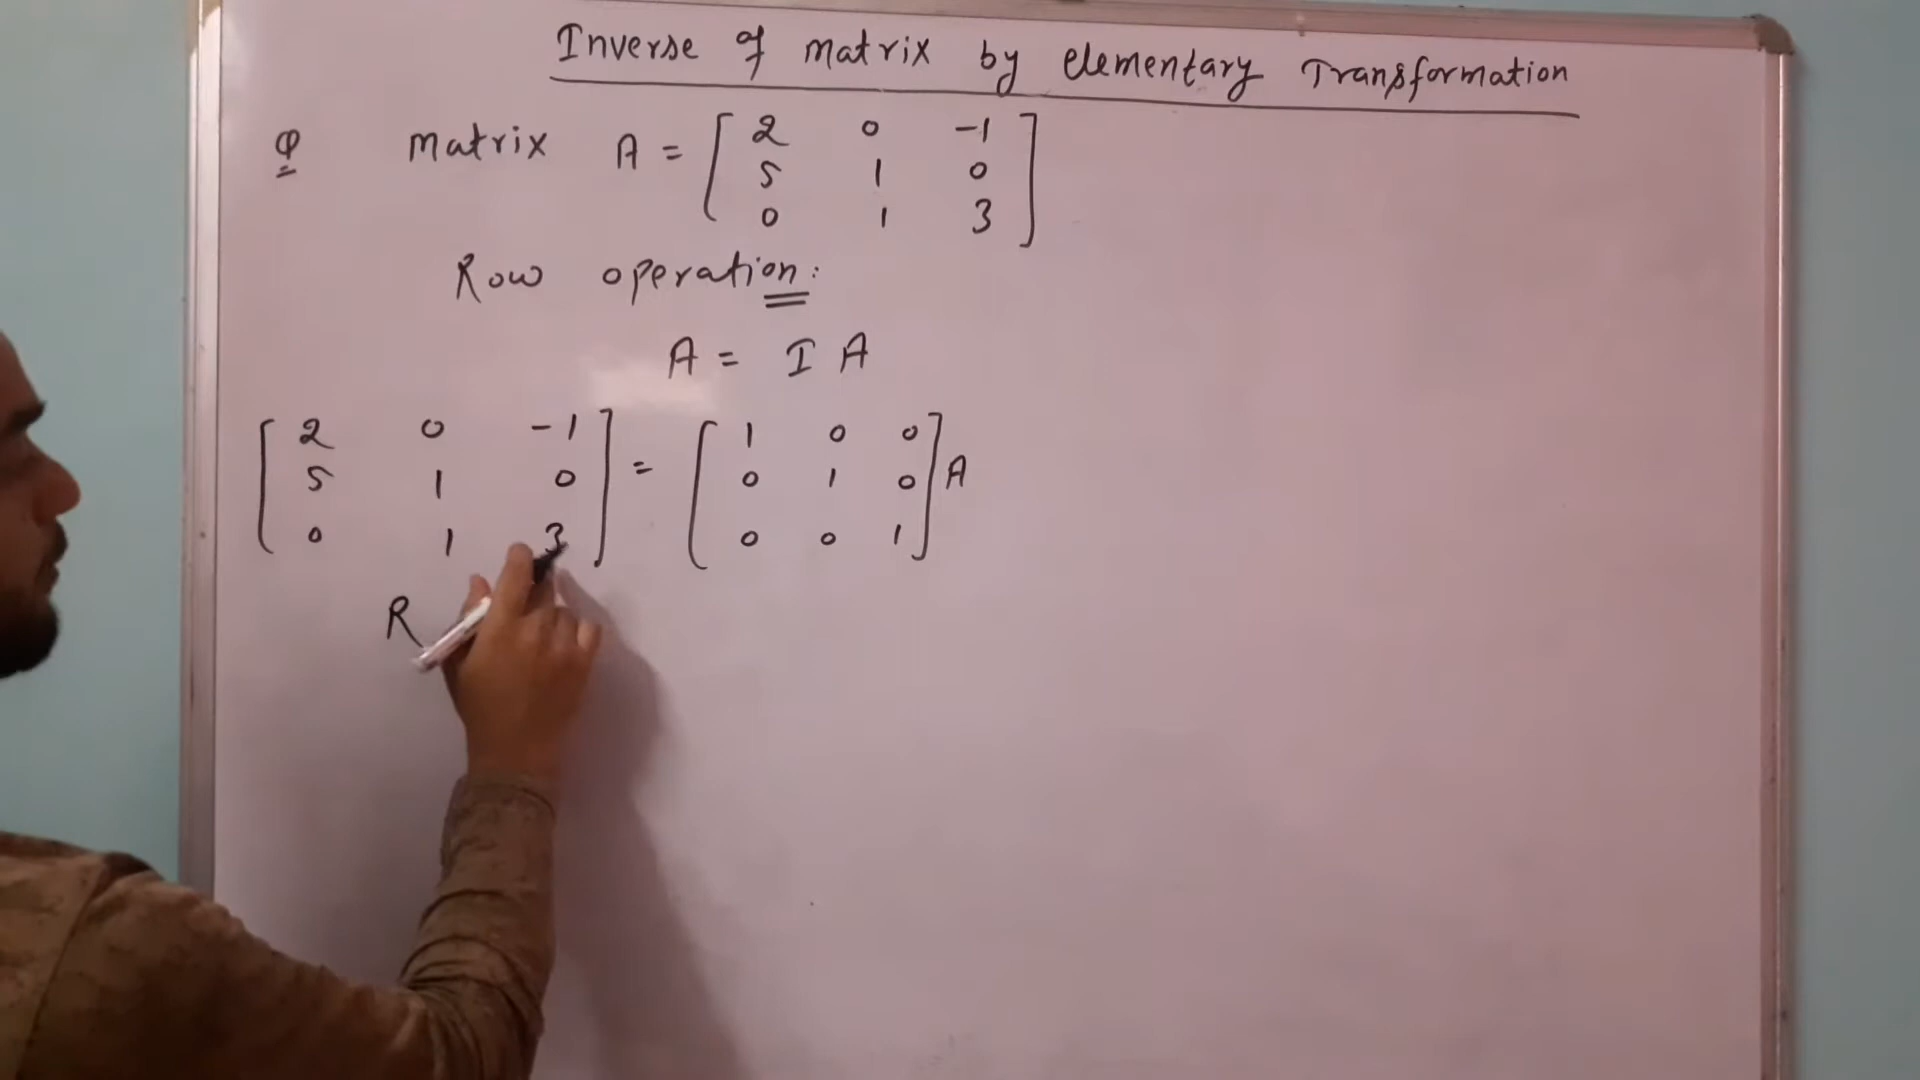 Inverse of matrix by elementary Transformation
Q Matrix A = [ 2 0 -1
5 1 0
0 1 3 ]
Row operation:
A = I A
[ 2 0 -1 ] = [ 1 0 0 ] A
5 1 0 0 1 0
0 1 3 0 0 1
R